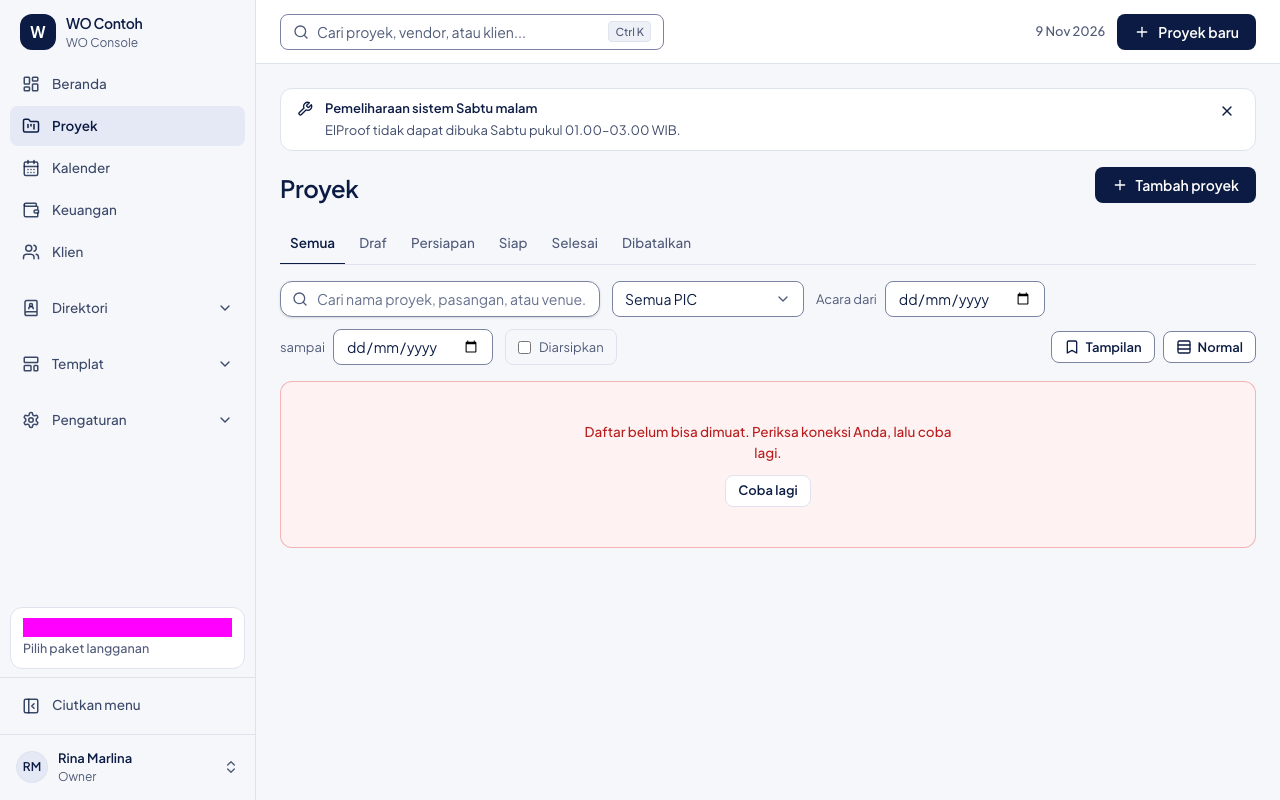 W
WO Contoh
WO Console
Beranda
Proyek
Kalender
Keuangan
Klien
Direktori
Templat
Pengaturan
Pilih paket langganan
Ciutkan menu
RM
Rina Marlina
Owner
Cari proyek, vendor, atau klien...
Ctrl K
9 Nov 2026
Proyek baru
Pemeliharaan sistem Sabtu malam
ElProof tidak dapat dibuka Sabtu pukul 01.00–03.00 WIB.
Proyek
Tambah proyek
Semua
Draf
Persiapan
Siap
Selesai
Dibatalkan
Cari nama proyek, pasangan, atau venue.
Semua PIC
Acara dari
dd/mm/yyyy
sampai
dd/mm/yyyy
Diarsipkan
Tampilan
Normal
Daftar belum bisa dimuat. Periksa koneksi Anda, lalu coba
lagi.
Coba lagi